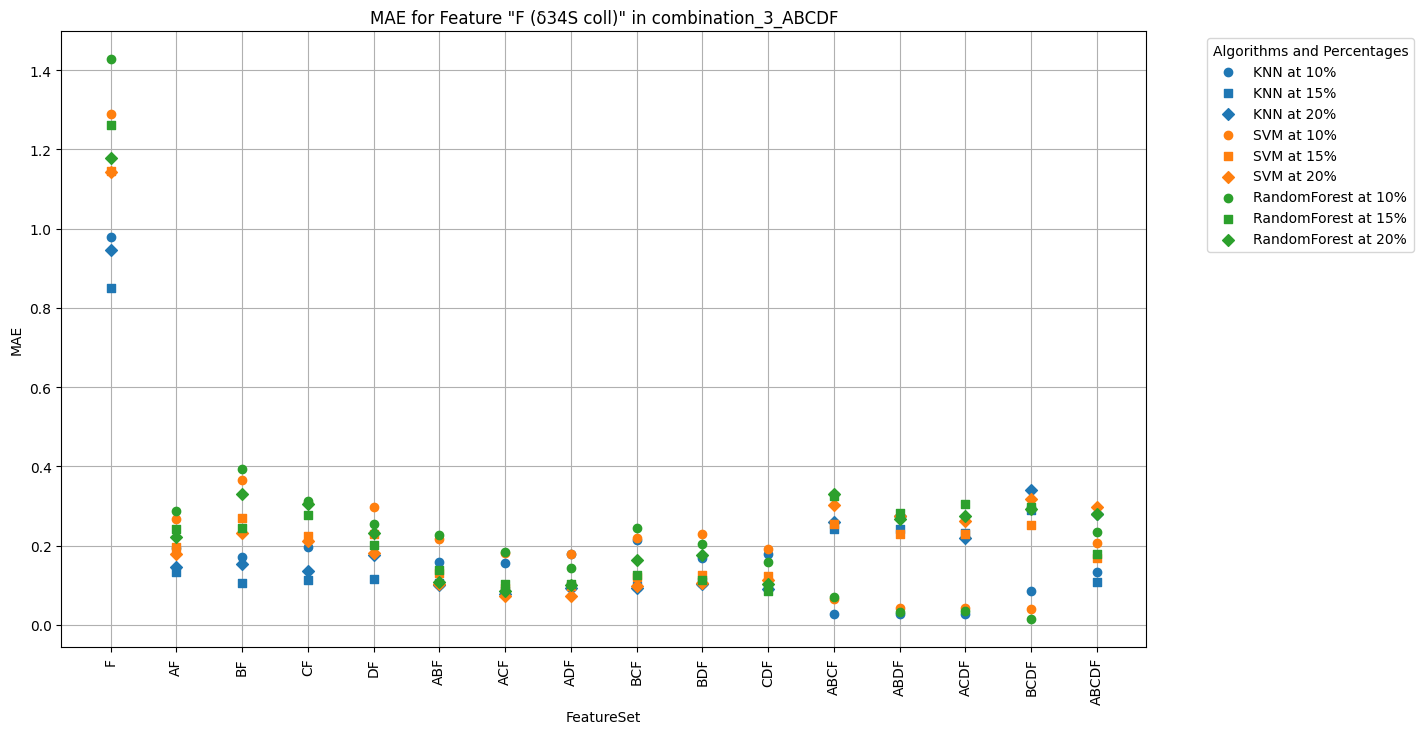 MAE for Feature "F (δ34S coll)" in combination_3_ABCDF
Algorithms and Percentages
KNN at 10%
KNN at 15%
KNN at 20%
SVM at 10%
SVM at 15%
SVM at 20%
RandomForest at 10%
RandomForest at 15%
RandomForest at 20%
MAE
1.4
1.2
1.0
0.8
0.6
0.4
0.2
0.0
F
AF
BF
CF
DF
ABF
ACF
ADF
BCF
BDF
CDF
ABCF
ABDF
ACDF
BCDF
ABCDF
FeatureSet